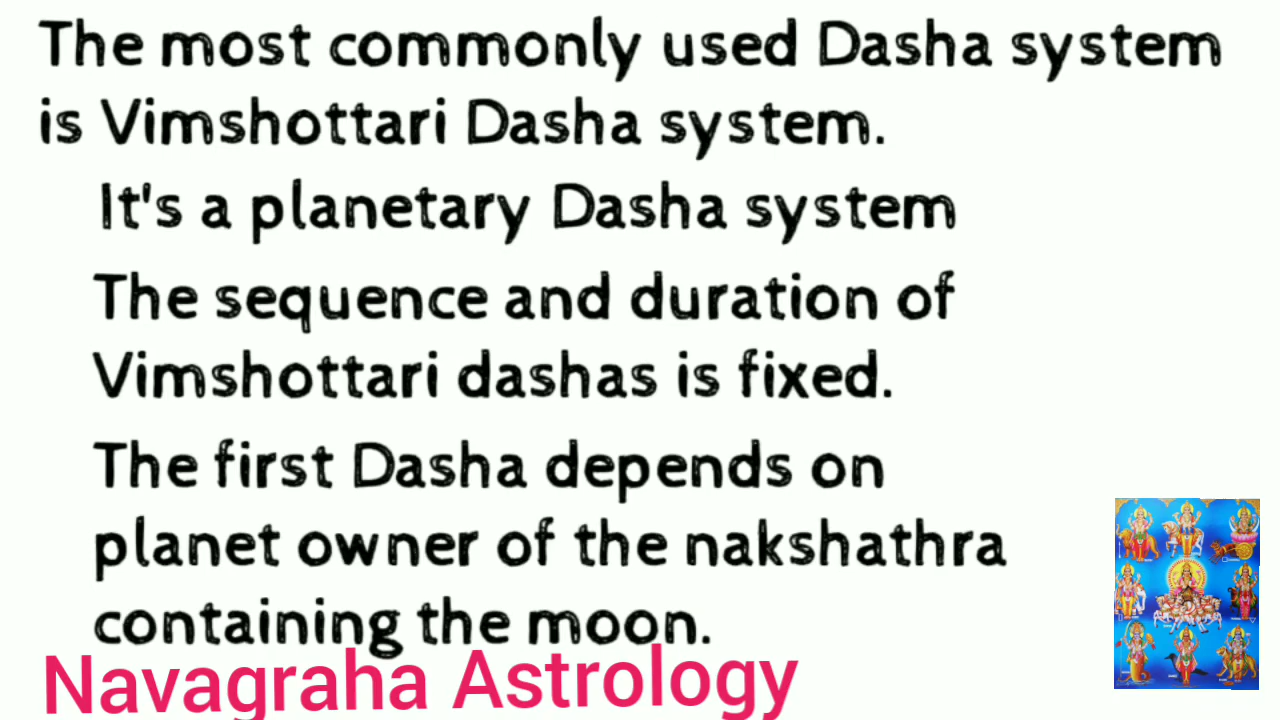 The most commonly used Dasha system
is Vimshottari Dasha system.
It's a planetary Dasha system
The sequence and duration of
Vimshottari dashas is fixed.
The first Dasha depends on
planet owner of the nakshathra
containing the moon.
Navagraha Astrology